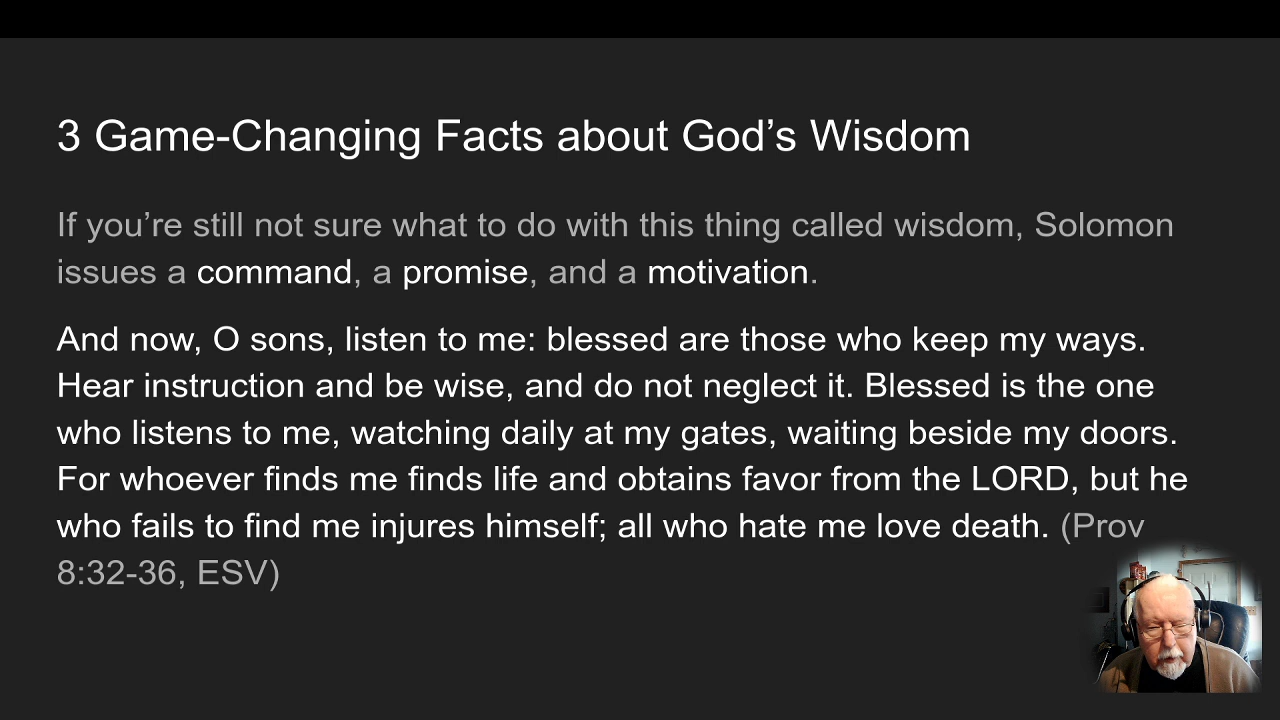 3 Game-Changing Facts about God’s Wisdom
If you’re still not sure what to do with this thing called wisdom, Solomon
issues a command, a promise, and a motivation.
And now, O sons, listen to me: blessed are those who keep my ways.
Hear instruction and be wise, and do not neglect it. Blessed is the one
who listens to me, watching daily at my gates, waiting beside my doors.
For whoever finds me finds life and obtains favor from the LORD, but he
who fails to find me injures himself; all who hate me love death. (Prov
8:32-36, ESV)